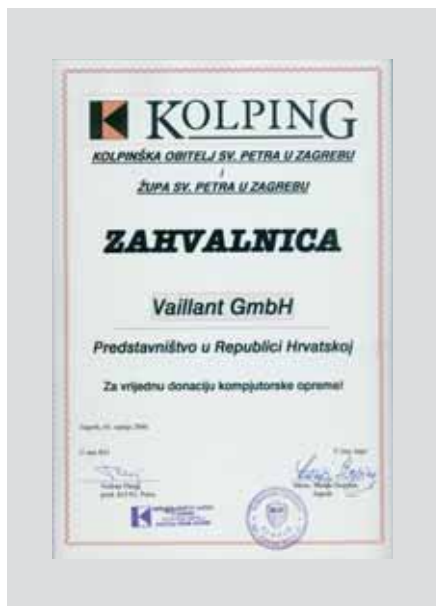 KOLPING
KOLPINŠKA OBITELJ SV. PETRA U ZAGREBU
i
ŽUPA SV. PETRA U ZAGREBU
ZAHVALNICA
Vaillant GmbH
Predstavništvo u Republici Hrvatskoj
Za vrijednu donaciju kompjutorske opreme!
Zagreb,